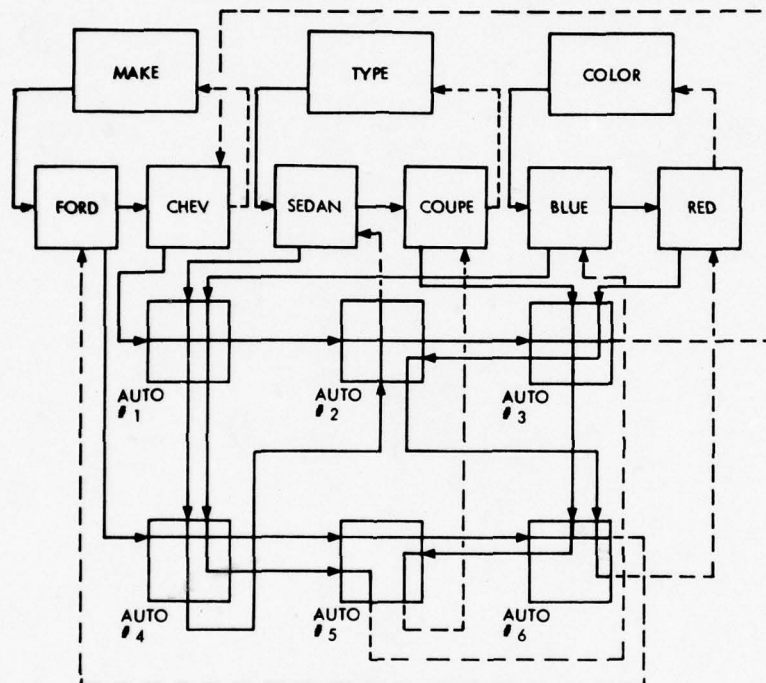 MAKE
TYPE
COLOR
FORD
CHEV
SEDAN
COUPE
BLUE
RED
AUTO
# 1
AUTO
# 2
AUTO
# 3
AUTO
# 4
AUTO
# 5
AUTO
# 6